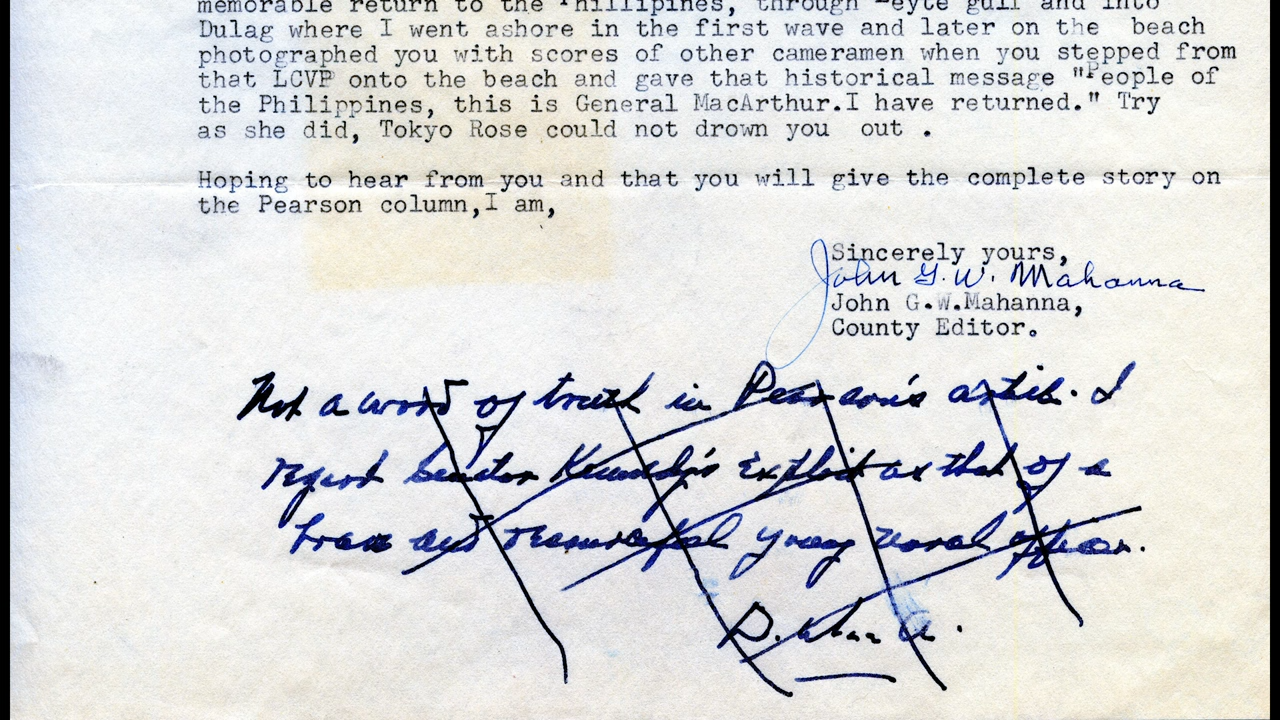 memorable return to the Phillipines, through Leyte gulf and into
Dulag where I went ashore in the first wave and later on the beach
photographed you with scores of other cameramen when you stepped from
that LCVP onto the beach and gave that historical message "People of
the Philippines, this is General MacArthur.I have returned." Try
as she did, Tokyo Rose could not drown you out .
Hoping to hear from you and that you will give the complete story on
the Pearson column,I am,
Sincerely yours,
John G.W. Mahanna
John G.W.Mahanna,
County Editor.
Not a word of truth in Pearson's article. I
regard Senator Kennedy's exploit as that of a
brave and resourceful young naval officer.